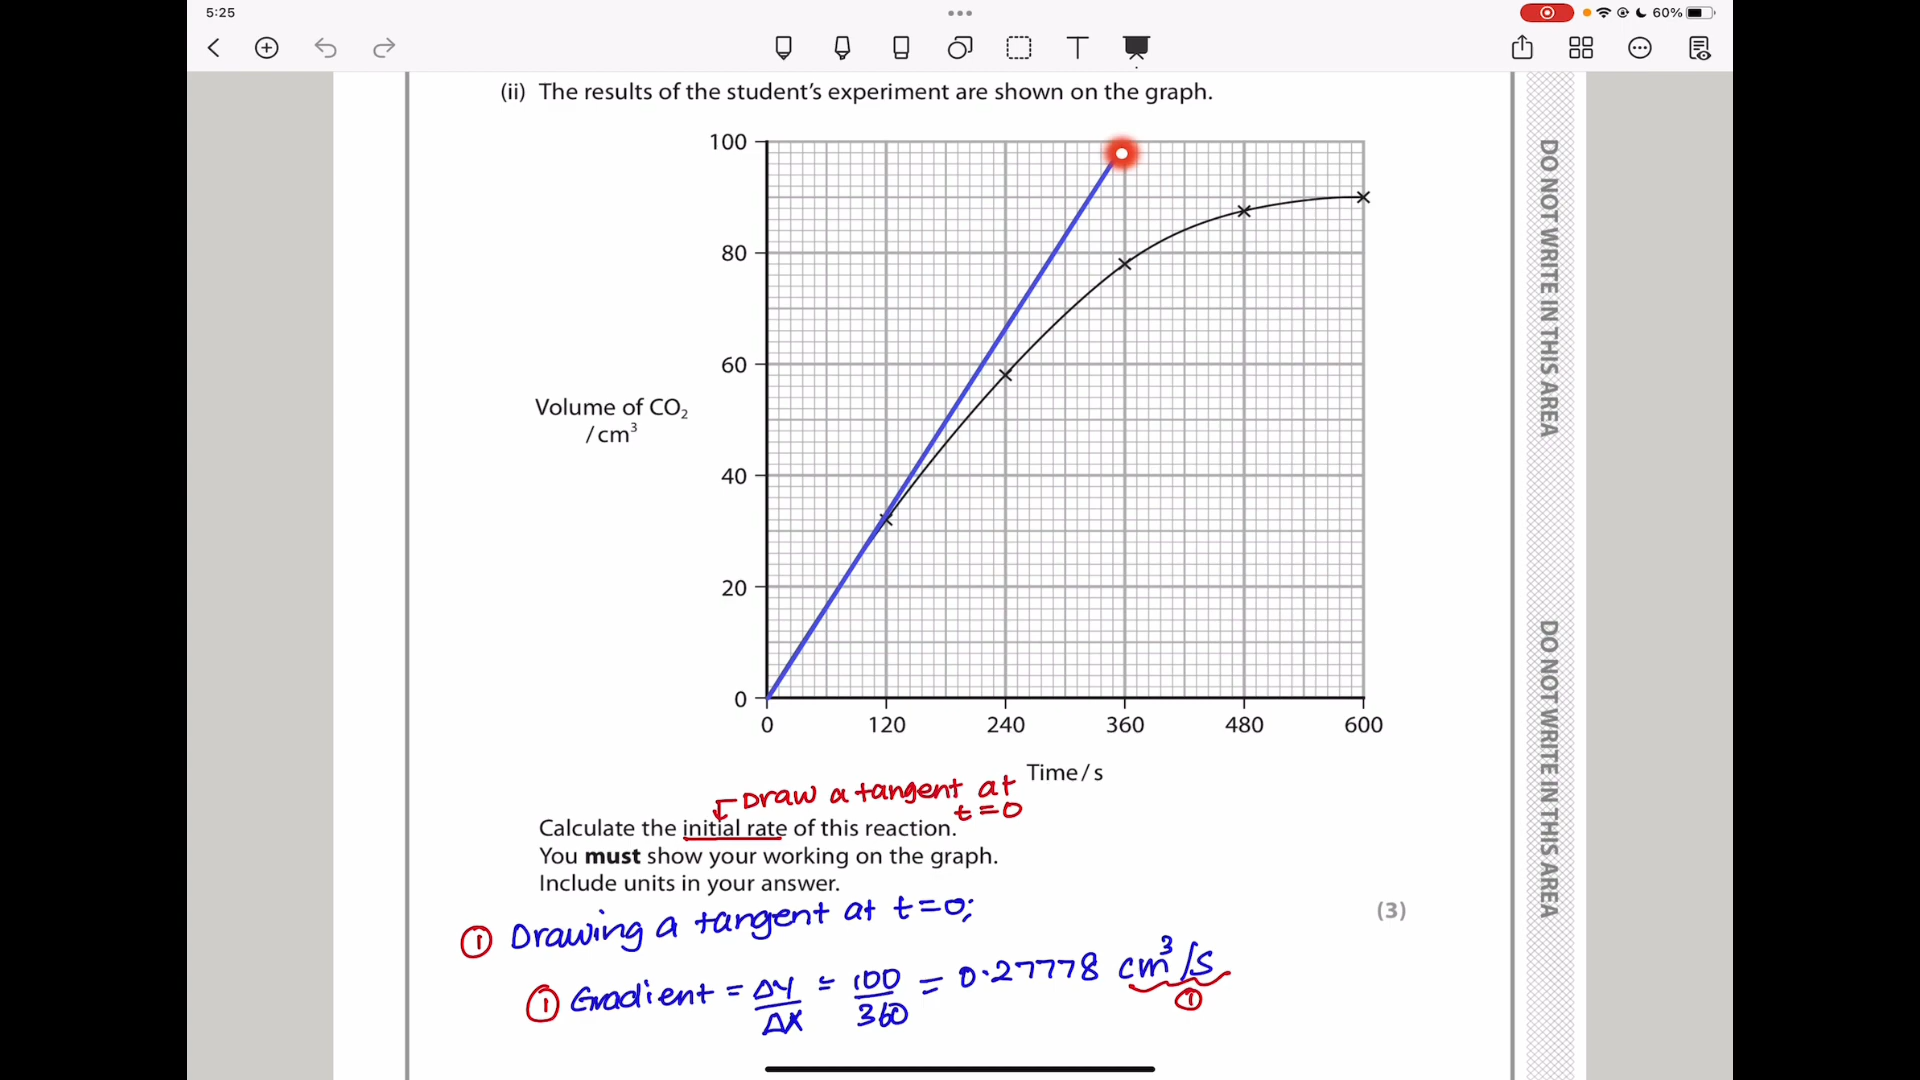 5:25
60%
(ii) The results of the student's experiment are shown on the graph.
100
80
60
40
20
0
Volume of CO₂
/cm³
0 120 240 360 480 600
Time/s
Draw a tangent at
t=0
Calculate the initial rate of this reaction.
You must show your working on the graph.
Include units in your answer.
(3)
① Drawing a tangent at t=0;
① Gradient = ΔY/ΔX = 100/360 = 0.27778 cm³/s
①
DO NOT WRITE IN THIS AREA
DO NOT WRITE IN THIS AREA